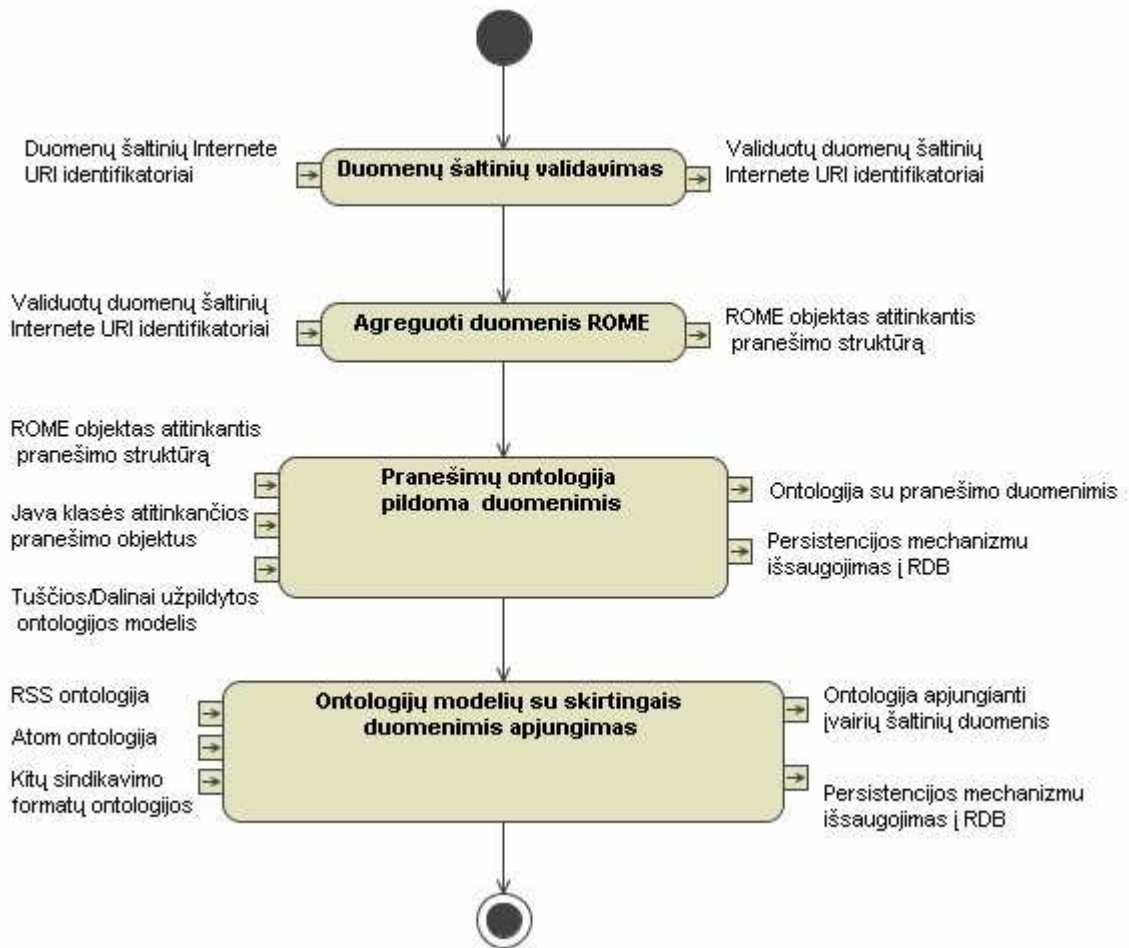 Duomenų šaltinių Internete
URI identifikatoriai
Duomenų šaltinių validavimas
Validuotų duomenų šaltinių
Internete URI identifikatoriai
Validuotų duomenų šaltinių
Internete URI identifikatoriai
Agreguoti duomenis ROME
ROME objektas atitinkantis
pranešimo struktūrą
ROME objektas atitinkantis
pranešimo struktūrą
Java klasės atitinkančios
pranešimo objektus
Tuščios/Dalinai užpildytos
ontologijos modelis
Pranešimų ontologija
pildoma duomenimis
Ontologija su pranešimo duomenimis
Persistencijos mechanizmu
išsaugojimas į RDB
RSS ontologija
Atom ontologija
Kitų sindikavimo
formatų ontologijos
Ontologijų modelių su skirtingais
duomenimis apjungimas
Ontologija apjungianti
įvairių šaltinių duomenis
Persistencijos mechanizmu
išsaugojimas į RDB